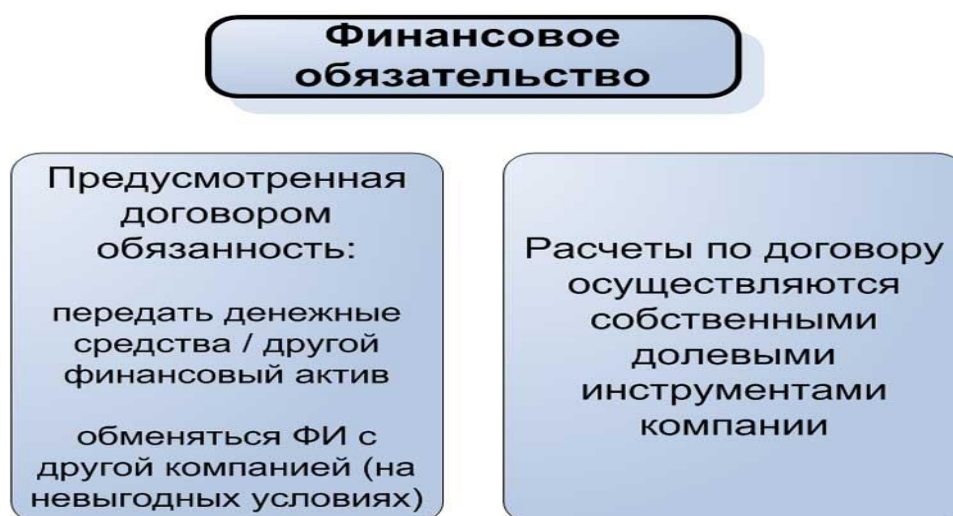 Финансовое
обязательство
Предусмотренная
договором
обязанность:
передать денежные
средства / другой
финансовый актив
обменяться ФИ с
другой компанией (на
невыгодных условиях)
Расчеты по договору
осуществляются
собственными
долевыми
инструментами
компании